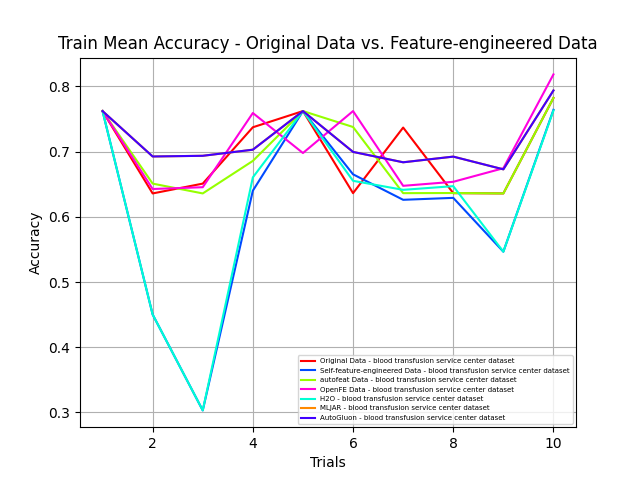 Train Mean Accuracy - Original Data vs. Feature-engineered Data
Accuracy
0.8
0.7
0.6
0.5
0.4
0.3
Original Data - blood transfusion service center dataset
Self-feature-engineered Data - blood transfusion service center dataset
autofeat Data - blood transfusion service center dataset
OpenFE Data - blood transfusion service center dataset
H2O - blood transfusion service center dataset
MLJAR - blood transfusion service center dataset
AutoGluon - blood transfusion service center dataset
2 4 6 8 10
Trials